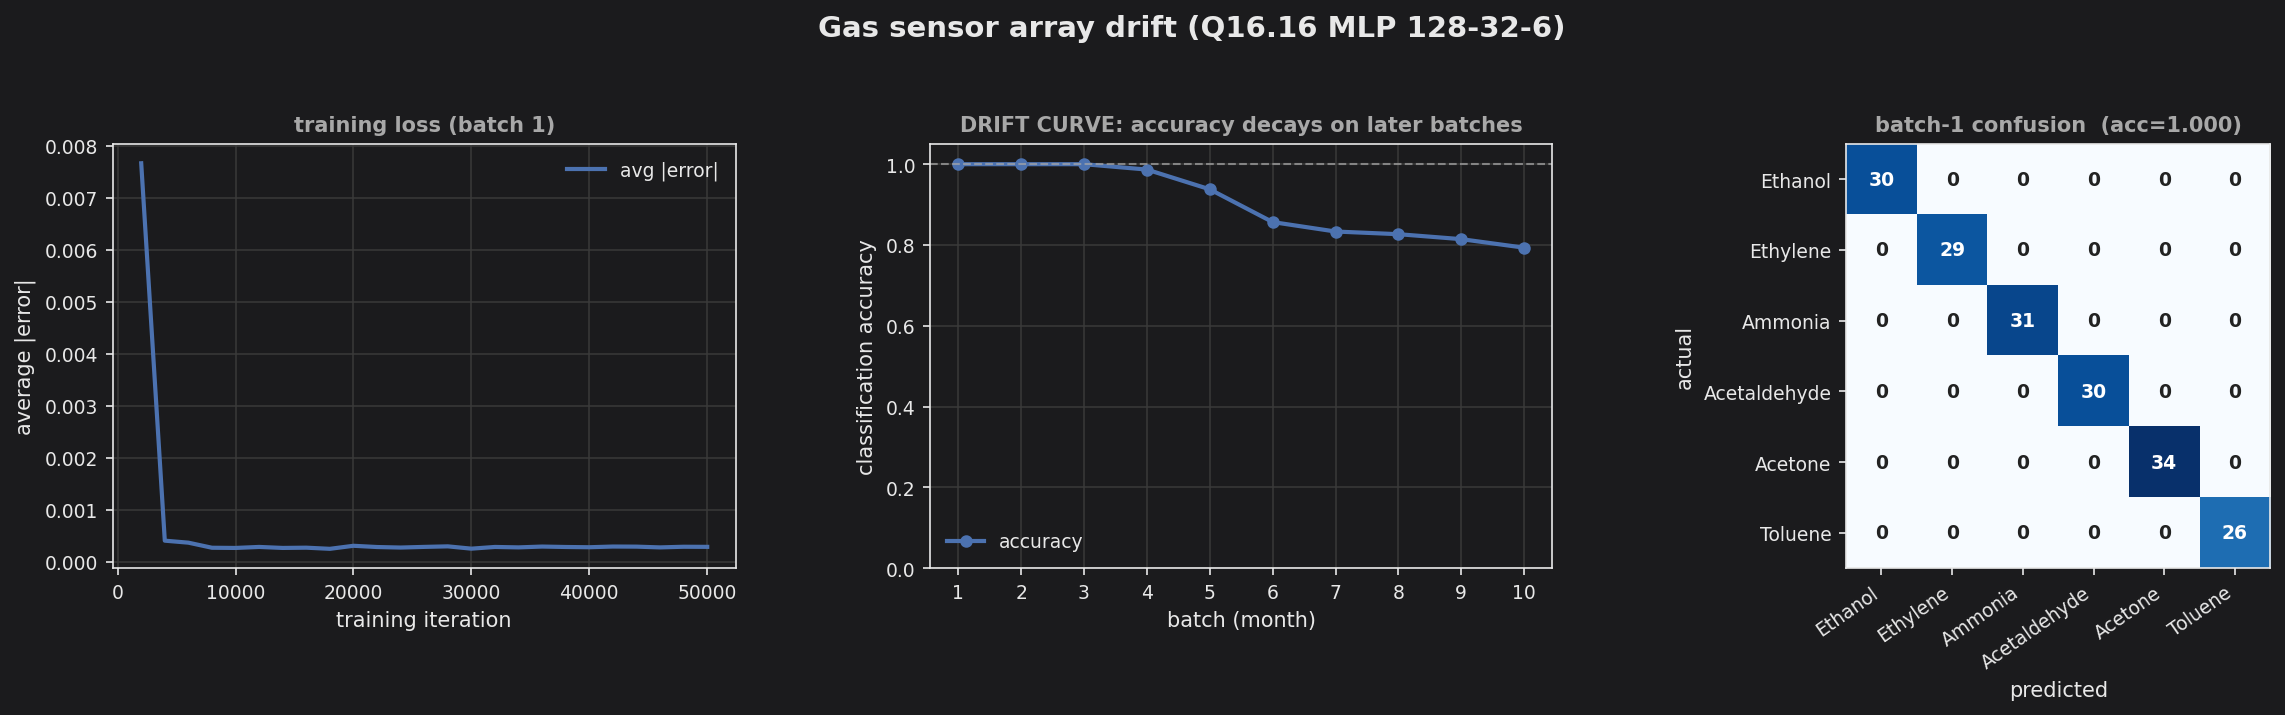 Gas sensor array drift (Q16.16 MLP 128-32-6)
training loss (batch 1)
average |error|
0.008
0.007
0.006
0.005
0.004
0.003
0.002
0.001
0.000
avg |error|
0 10000 20000 30000 40000 50000
training iteration
DRIFT CURVE: accuracy decays on later batches
classification accuracy
1.0
0.8
0.6
0.4
0.2
0.0
accuracy
1 2 3 4 5 6 7 8 9 10
batch (month)
batch-1 confusion (acc=1.000)
actual
Ethanol 30 0 0 0 0 0
Ethylene 0 29 0 0 0 0
Ammonia 0 0 31 0 0 0
Acetaldehyde 0 0 0 30 0 0
Acetone 0 0 0 0 34 0
Toluene 0 0 0 0 0 26
Ethanol Ethylene Ammonia Acetaldehyde Acetone Toluene
predicted